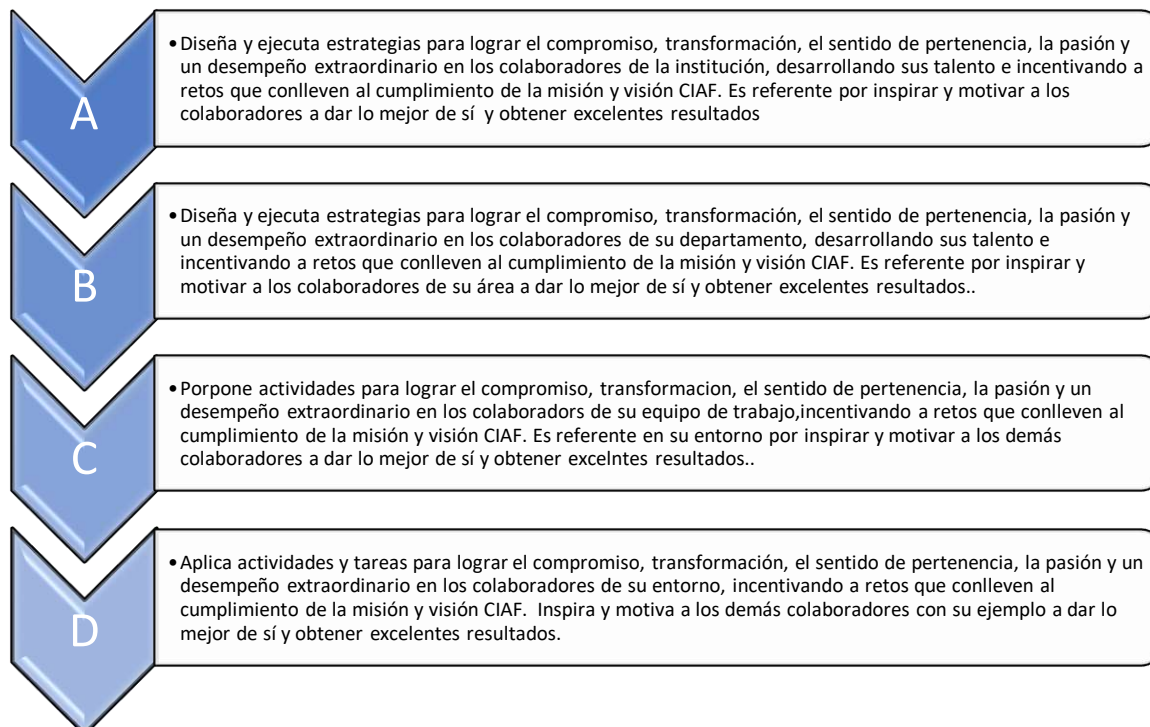 A
•Diseña y ejecuta estrategias para lograr el compromiso, transformación, el sentido de pertenencia, la pasión y
un desempeño extraordinario en los colaboradores de la institución, desarrollando sus talento e incentivando a
retos que conlleven al cumplimiento de la misión y visión CIAF. Es referente por inspirar y motivar a los
colaboradores a dar lo mejor de sí y obtener excelentes resultados
B
•Diseña y ejecuta estrategias para lograr el compromiso, transformación, el sentido de pertenencia, la pasión y
un desempeño extraordinario en los colaboradores de su departamento, desarrollando sus talento e
incentivando a retos que conlleven al cumplimiento de la misión y visión CIAF. Es referente por inspirar y
motivar a los colaboradores de su área a dar lo mejor de sí y obtener excelentes resultados..
C
•Porpone actividades para lograr el compromiso, transformacion, el sentido de pertenencia, la pasión y un
desempeño extraordinario en los colaboradors de su equipo de trabajo,incentivando a retos que conlleven al
cumplimiento de la misión y visión CIAF. Es referente en su entorno por inspirar y motivar a los demás
colaboradores a dar lo mejor de sí y obtener excelntes resultados..
D
•Aplica actividades y tareas para lograr el compromiso, transformación, el sentido de pertenencia, la pasión y un
desempeño extraordinario en los colaboradores de su entorno, incentivando a retos que conlleven al
cumplimiento de la misión y visión CIAF. Inspira y motiva a los demás colaboradores con su ejemplo a dar lo
mejor de sí y obtener excelentes resultados.